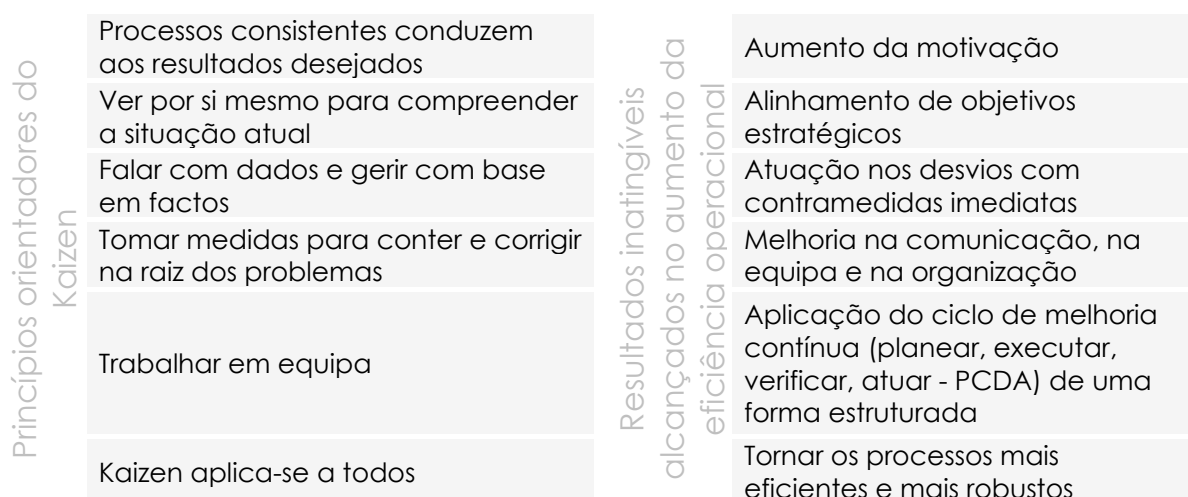 Princípios orientadores do
Kaizen
Processos consistentes conduzem
aos resultados desejados
Ver por si mesmo para compreender
a situação atual
Falar com dados e gerir com base
em factos
Tomar medidas para conter e corrigir
na raiz dos problemas
Trabalhar em equipa
Kaizen aplica-se a todos
Resultados inatingíveis
alcançados no aumento da
eficiência operacional
Aumento da motivação
Alinhamento de objetivos
estratégicos
Atuação nos desvios com
contramedidas imediatas
Melhoria na comunicação, na
equipa e na organização
Aplicação do ciclo de melhoria
contínua (planear, executar,
verificar, atuar - PCDA) de uma
forma estruturada
Tornar os processos mais
eficientes e mais robustos